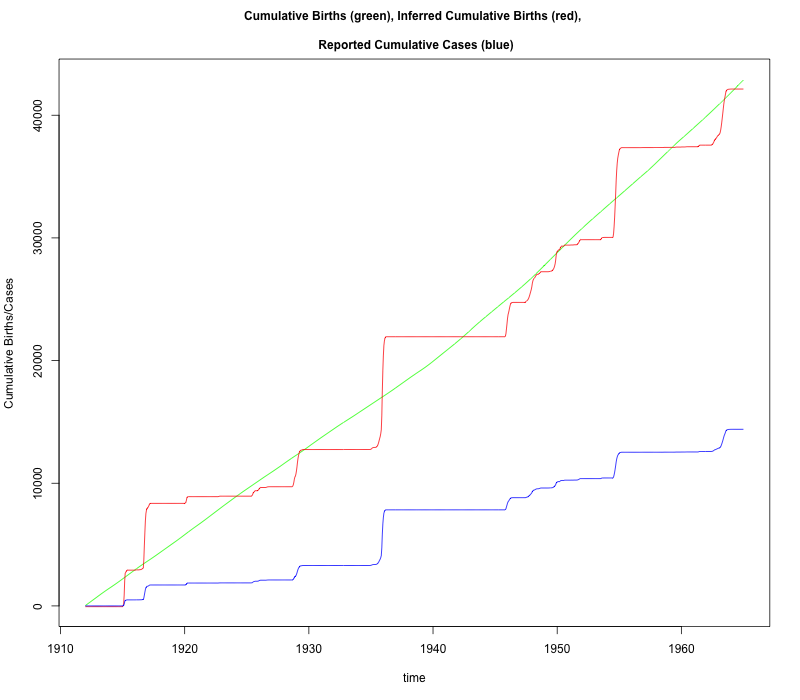 Cumulative Births (green), Inferred Cumulative Births (red),
Reported Cumulative Cases (blue)
Cumulative Births/Cases
40000
30000
20000
10000
0
1910 1920 1930 1940 1950 1960
time